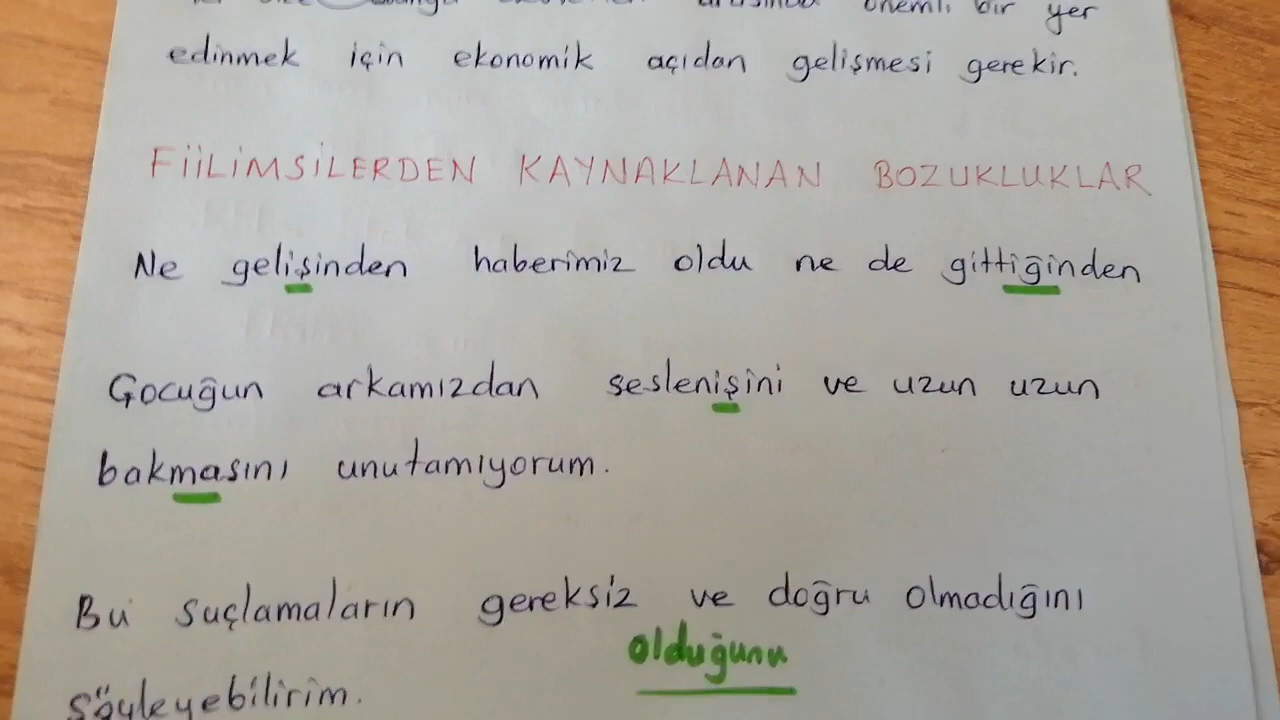 önemli bir yer
edinmek için ekonomik açıdan gelişmesi gerekir.
FİİLİMSİLERDEN KAYNAKLANAN BOZUKLUKLAR
Ne gelişinden haberimiz oldu ne de gittiğinden
Çocuğun arkamızdan seslenişini ve uzun uzun
bakmasını unutamıyorum.
Bu suçlamaların gereksiz ve doğru olmadığını
olduğunu
söyleyebilirim.